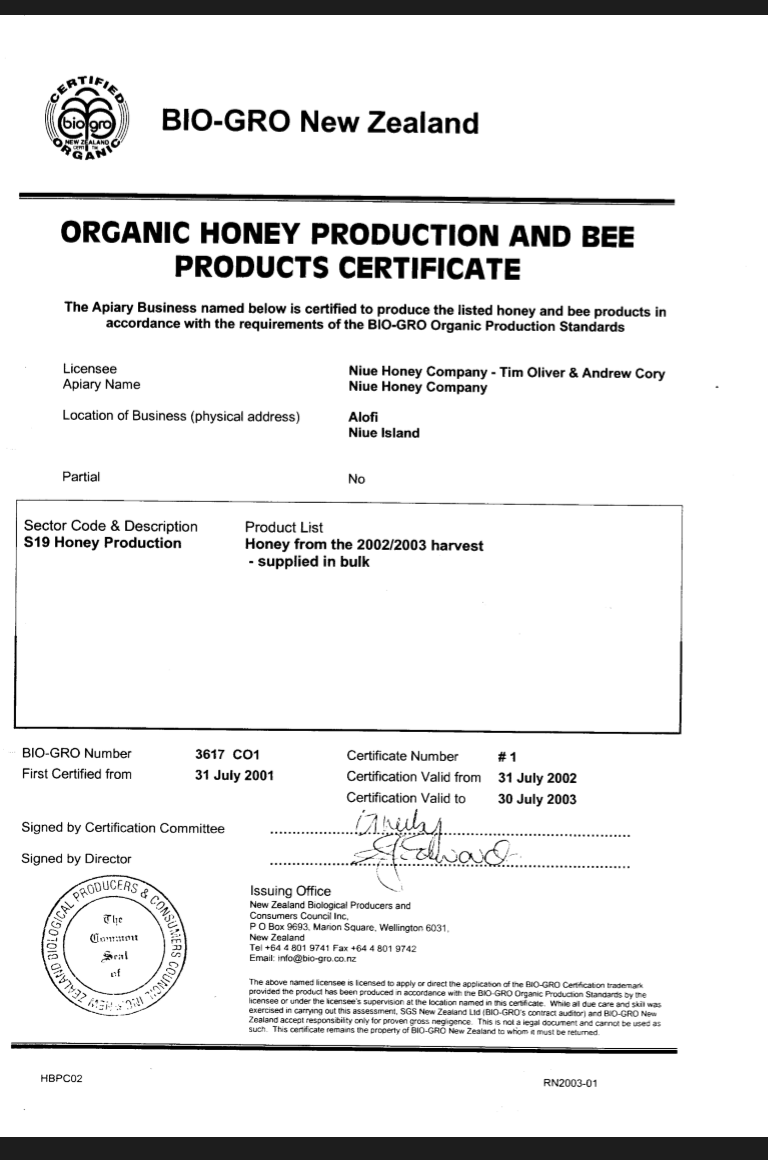 CERTIFIED
bio gro
NEW ZEALAND
CERT TM
ORGANIC
BIO-GRO New Zealand
ORGANIC HONEY PRODUCTION AND BEE
PRODUCTS CERTIFICATE
The Apiary Business named below is certified to produce the listed honey and bee products in
accordance with the requirements of the BIO-GRO Organic Production Standards
Licensee Niue Honey Company - Tim Oliver & Andrew Cory
Apiary Name Niue Honey Company
Location of Business (physical address) Alofi
Niue Island
Partial No
Sector Code & Description Product List
S19 Honey Production Honey from the 2002/2003 harvest
- supplied in bulk
BIO-GRO Number 3617 CO1 Certificate Number # 1
First Certified from 31 July 2001 Certification Valid from 31 July 2002
Certification Valid to 30 July 2003
Signed by Certification Committee
Signed by Director
NEW ZEALAND BIOLOGICAL PRODUCERS & CONSUMERS COUNCIL INC.
The
Common
Seal
of
Issuing Office
New Zealand Biological Producers and
Consumers Council Inc,
P O Box 9693, Marion Square, Wellington 6031,
New Zealand
Tel +64 4 801 9741 Fax +64 4 801 9742
Email: info@bio-gro.co.nz
The above named licensee is licensed to apply or direct the application of the BIO-GRO Certification trademark
provided the product has been produced in accordance with the BIO-GRO Organic Production Standards by the
licensee or under the licensee's supervision at the location named in this certificate. While all due care and skill was
exercised in carrying out this assessment, SGS New Zealand Ltd (BIO-GRO's contract auditor) and BIO-GRO New
Zealand accept responsibility only for proven gross negligence. This is not a legal document and cannot be used as
such. This certificate remains the property of BIO-GRO New Zealand to whom it must be returned.
HBPC02 RN2003-01